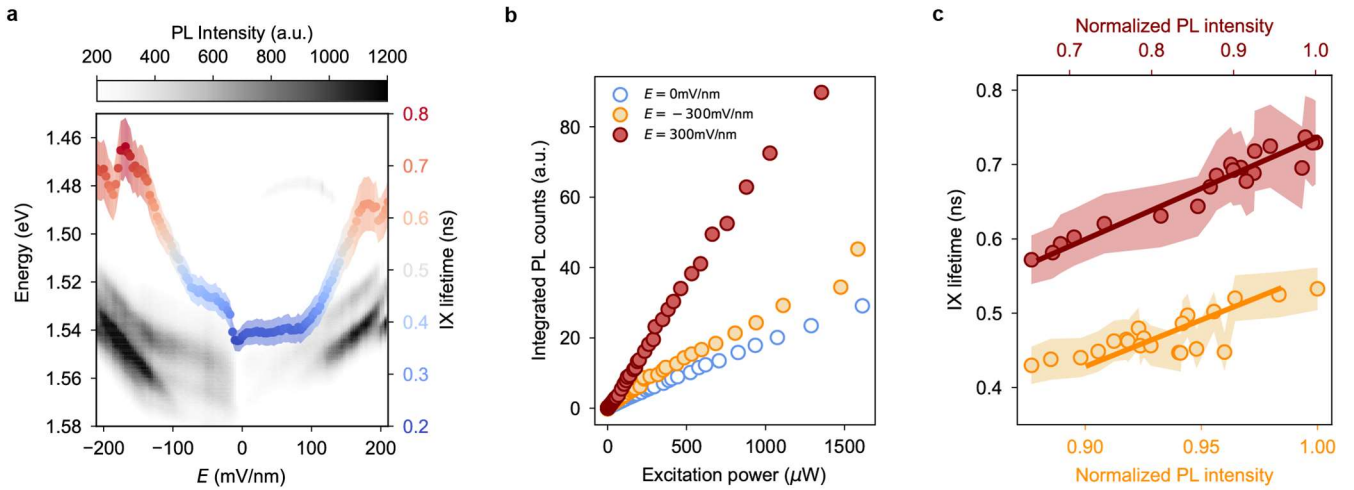 a
PL Intensity (a.u.)
200 400 600 800 1000 1200
Energy (eV)
1.46
1.48
1.50
1.52
1.54
1.56
1.58
0.8
0.7
0.6
0.5
0.4
0.3
0.2
IX lifetime (ns)
−200 −100 0 100 200
E (mV/nm)
b
E = 0mV/nm
E = − 300mV/nm
E = 300mV/nm
Integrated PL counts (a.u.)
80
60
40
20
0
0 500 1000 1500
Excitation power (μW)
c
Normalized PL intensity
0.7 0.8 0.9 1.0
IX lifetime (ns)
0.8
0.7
0.6
0.5
0.4
0.90 0.95 1.00
Normalized PL intensity